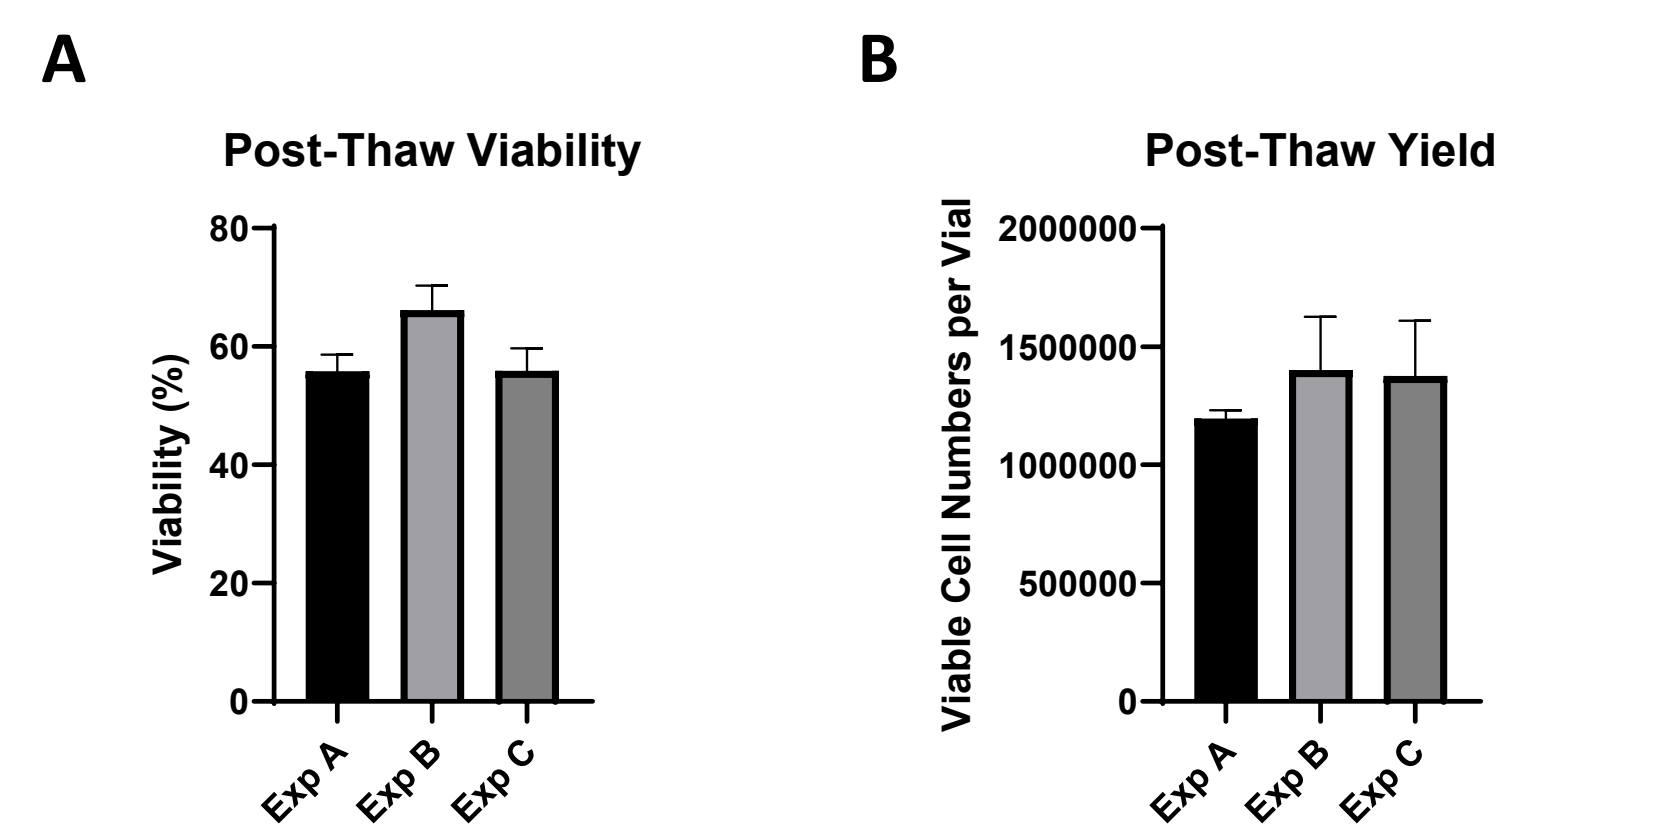 A
Post-Thaw Viability
Viability (%)
80
60
40
20
0
Exp A
Exp B
Exp C
B
Post-Thaw Yield
Viable Cell Numbers per Vial
2000000
1500000
1000000
500000
0
Exp A
Exp B
Exp C